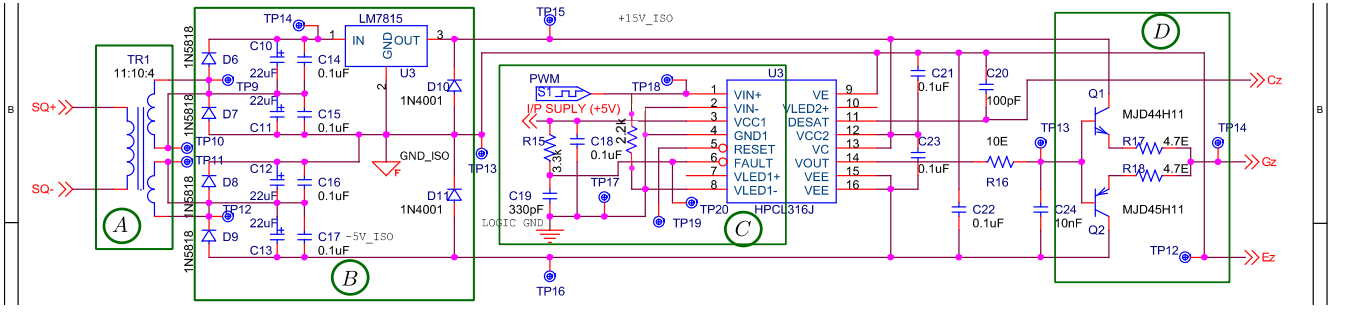 TP14
LM7815
TP15
+15V_ISO
D
1N5818
C10
1
IN
OUT
3
GND
TR1
11:10:4
D6
22uF
C14
0.1uF
U3
2
TP9
D10
1N4001
PWM
S1
TP18
U3
C21
0.1uF
C20
100pF
Cz
B
SQ+
22uF
I/P SUPLY (+5V)
1
VIN+
VE
9
Q1
B
2
VIN-
VLED2+
10
D7
C15
0.1uF
3
VCC1
DESAT
11
MJD44H11
C11
1N5818
2.2k
4
GND1
VCC2
12
TP10
TP11
GND_ISO
TP13
R15
3.3k
C18
0.1uF
5
RESET
VC
13
C23
0.1uF
10E
R16
TP13
R17
4.7E
TP14
C12
F
6
FAULT
VOUT
14
Gz
SQ-
1N5818
D8
22uF
C16
0.1uF
D11
1N4001
TP17
7
VLED1+
VEE
15
R18
4.7E
C19
330pF
8
VLED1-
VEE
16
TP12
22uF
TP20
HPCL316J
C22
0.1uF
C24
10nF
MJD45H11
A
D9
C17
0.1uF
-5V_ISO
LOGIC GND
TP19
C
Q2
1N5818
C13
TP12
Ez
B
TP16